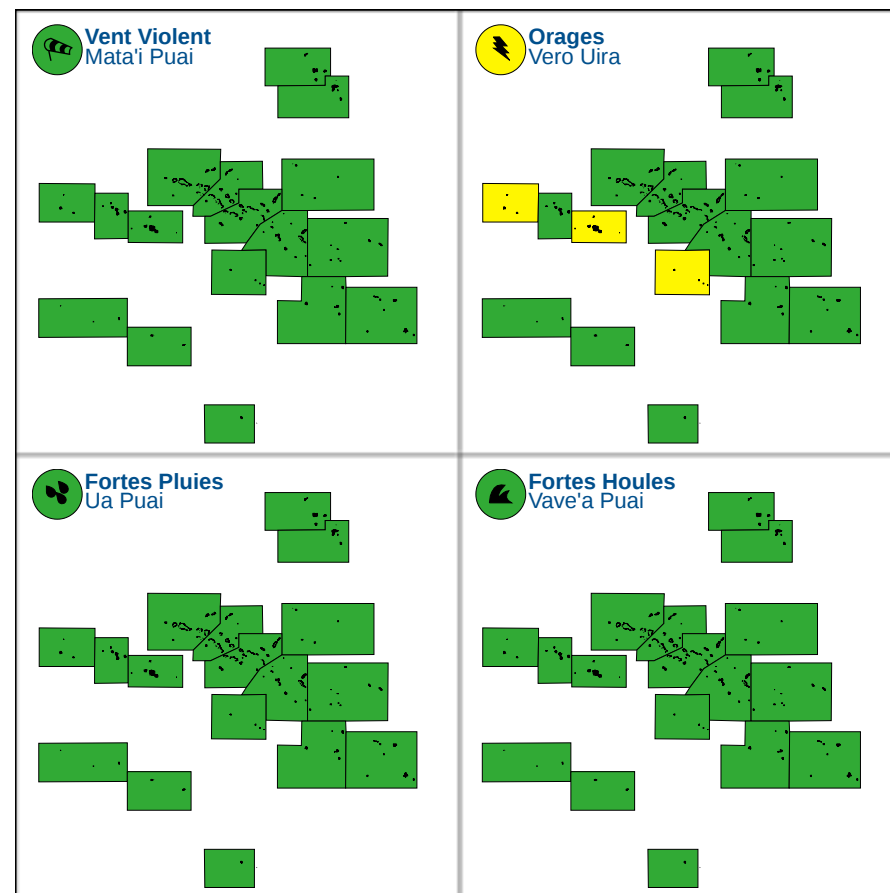 Vent Violent
Mata'i Puai
Orages
Vero Uira
Fortes Pluies
Ua Puai
Fortes Houles
Vave'a Puai